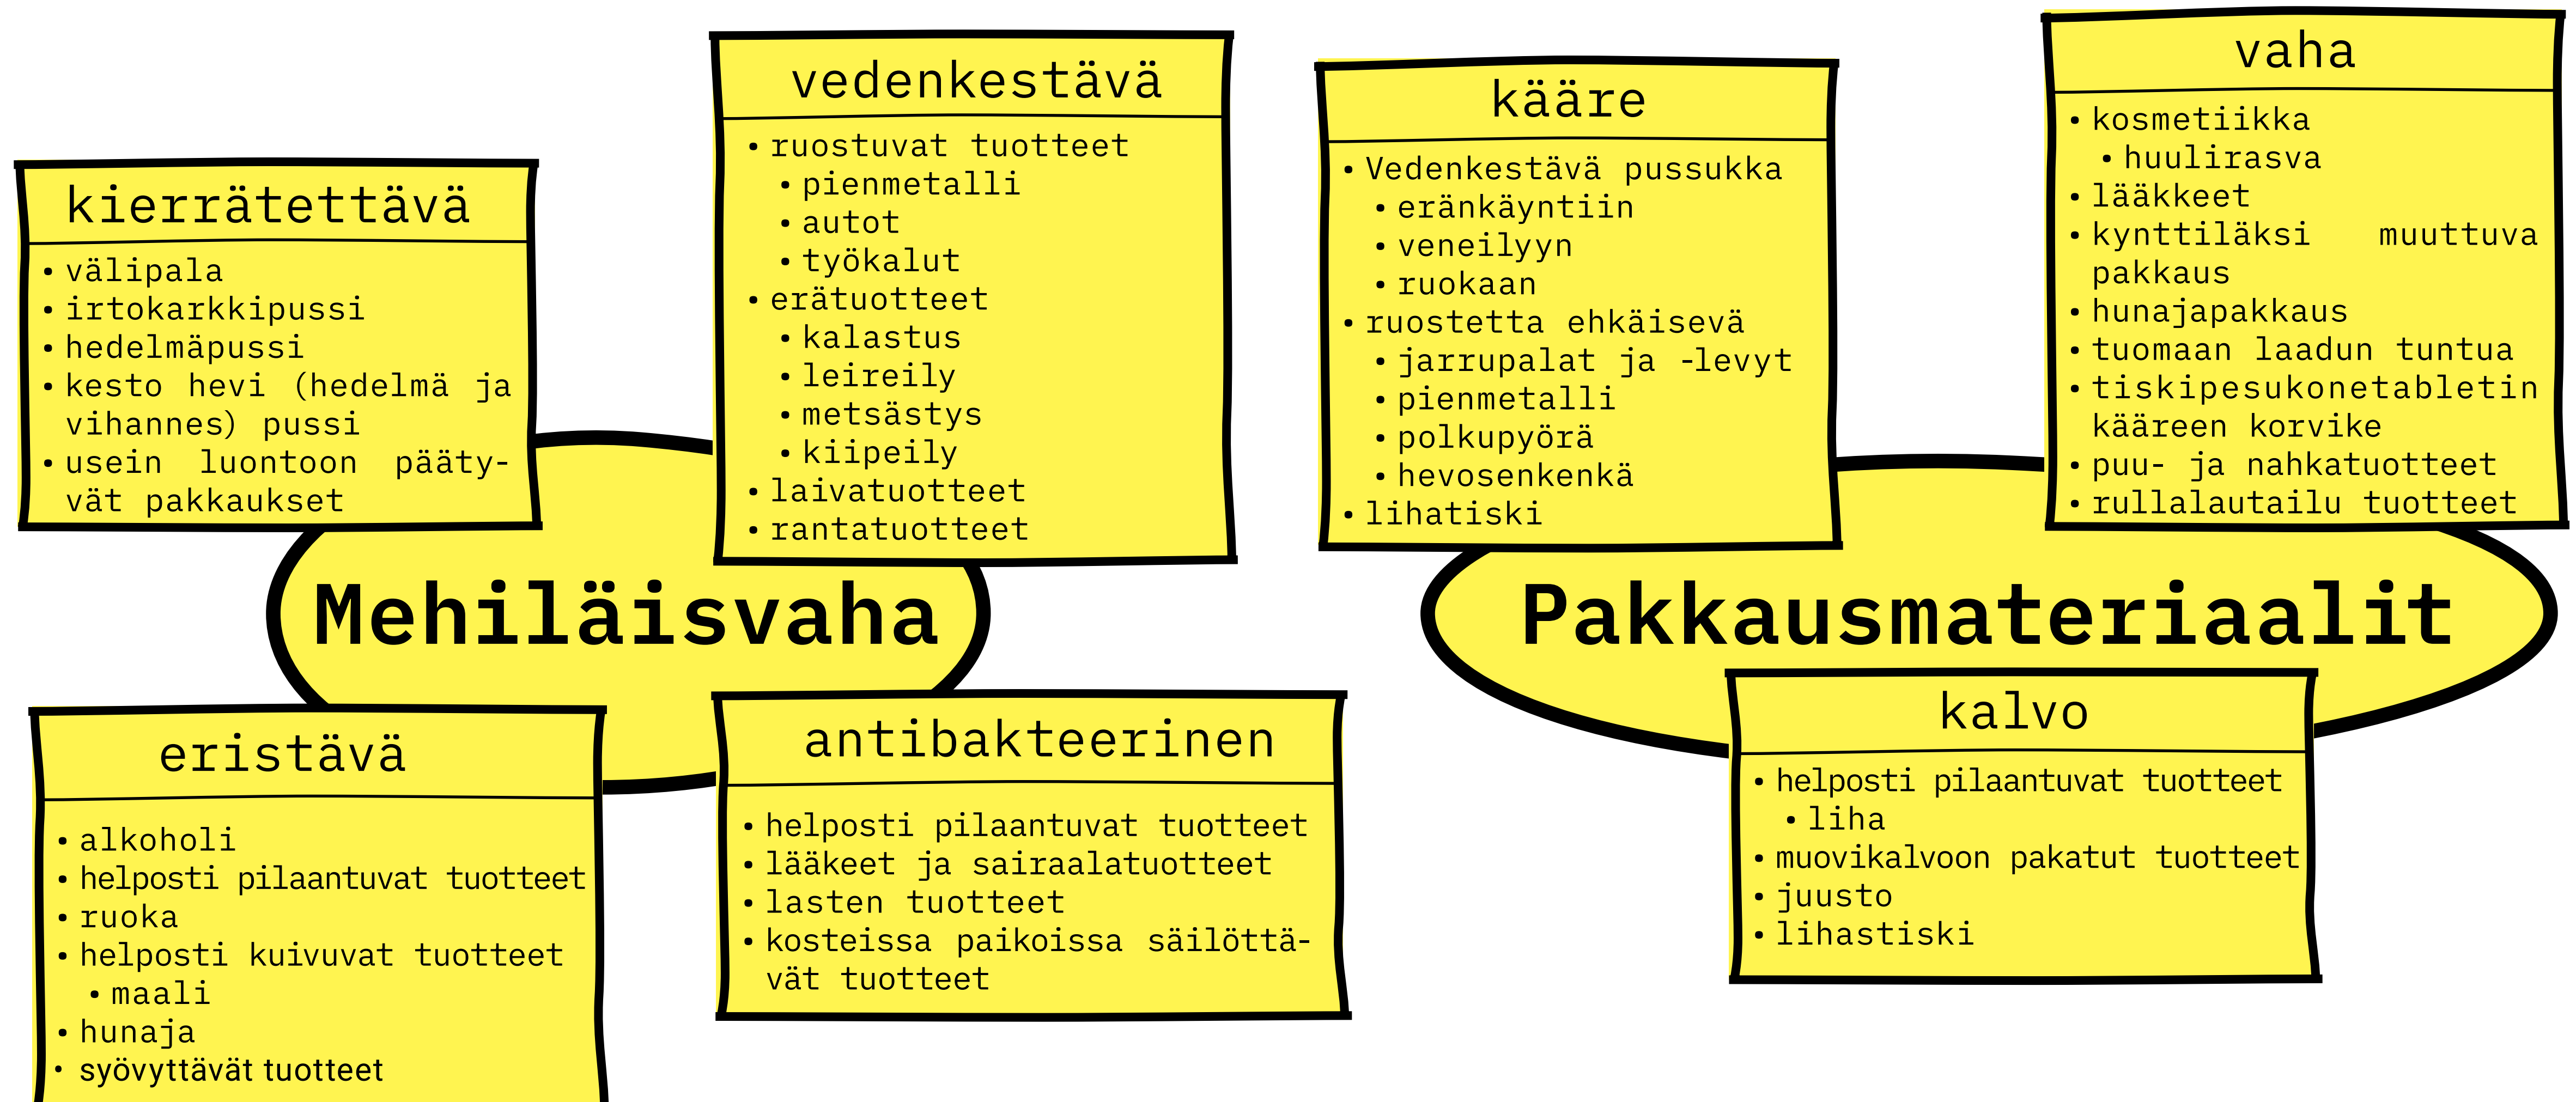 kierrätettävä
• välipala
• irtokarkkipussi
• hedelmäpussi
• kesto hevi (hedelmä ja
vihannes) pussi
• usein luontoon pääty-
vät pakkaukset
vedenkestävä
• ruostuvat tuotteet
• pienmetalli
• autot
• työkalut
• erätuotteet
• kalastus
• leireily
• metsästys
• kiipeily
• laivatuotteet
• rantatuotteet
Mehiläisvaha
eristävä
• alkoholi
• helposti pilaantuvat tuotteet
• ruoka
• helposti kuivuvat tuotteet
• maali
• hunaja
• syövyttävät tuotteet
antibakteerinen
• helposti pilaantuvat tuotteet
• lääkeet ja sairaalatuotteet
• lasten tuotteet
• kosteissa paikoissa säilöttä-
vät tuotteet
kääre
• Vedenkestävä pussukka
• eränkäyntiin
• veneilyyn
• ruokaan
• ruostetta ehkäisevä
• jarrupalat ja -levyt
• pienmetalli
• polkupyörä
• hevosenkenkä
• lihatiski
vaha
• kosmetiikka
• huulirasva
• lääkkeet
• kynttiläksi muuttuva
pakkaus
• hunajapakkaus
• tuomaan laadun tuntua
• tiskipesukonetabletin
kääreen korvike
• puu- ja nahkatuotteet
• rullalautailu tuotteet
Pakkausmateriaalit
kalvo
• helposti pilaantuvat tuotteet
• liha
• muovikalvoon pakatut tuotteet
• juusto
• lihastiski